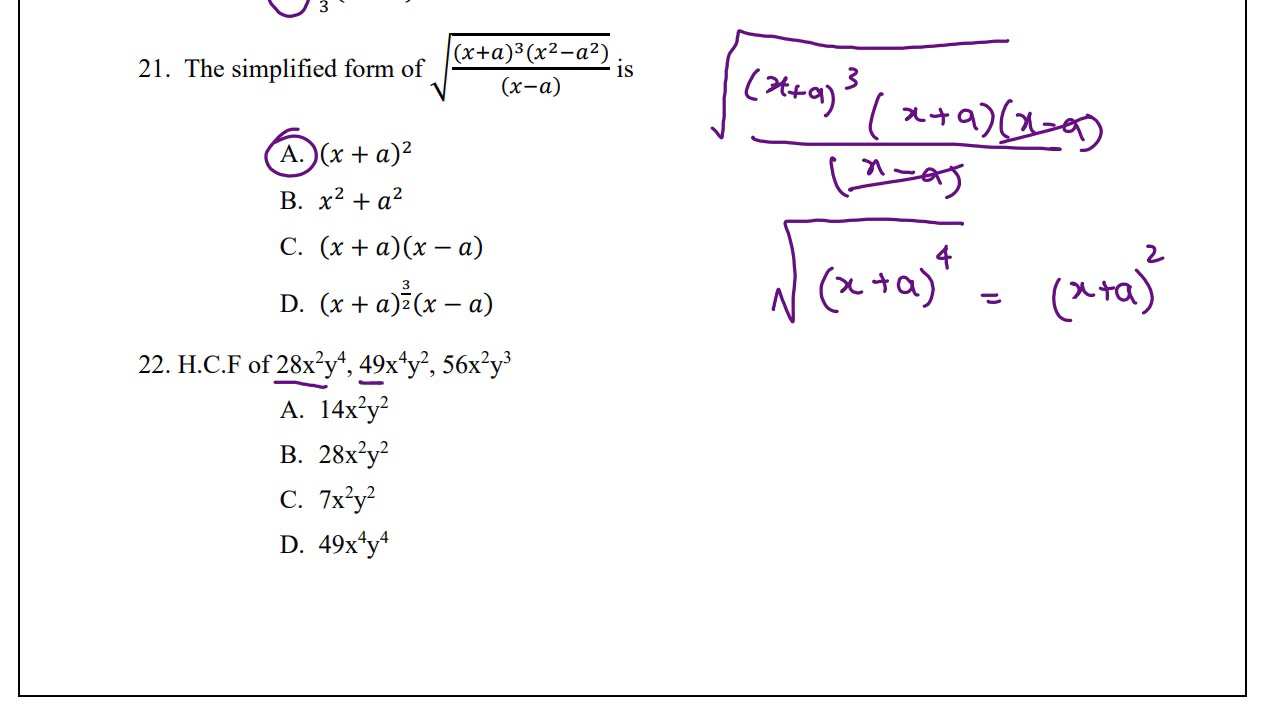 3
21. The simplified form of √((x+a)³(x²−a²)/(x−a)) is
A. (x + a)²
B. x² + a²
C. (x + a)(x − a)
D. (x + a)^(3/2)(x − a)
22. H.C.F of 28x²y⁴, 49x⁴y², 56x²y³
A. 14x²y²
B. 28x²y²
C. 7x²y²
D. 49x⁴y⁴
√((x+a)³(x+a)(x−a)/(x−a))
√(x+a)⁴ = (x+a)²